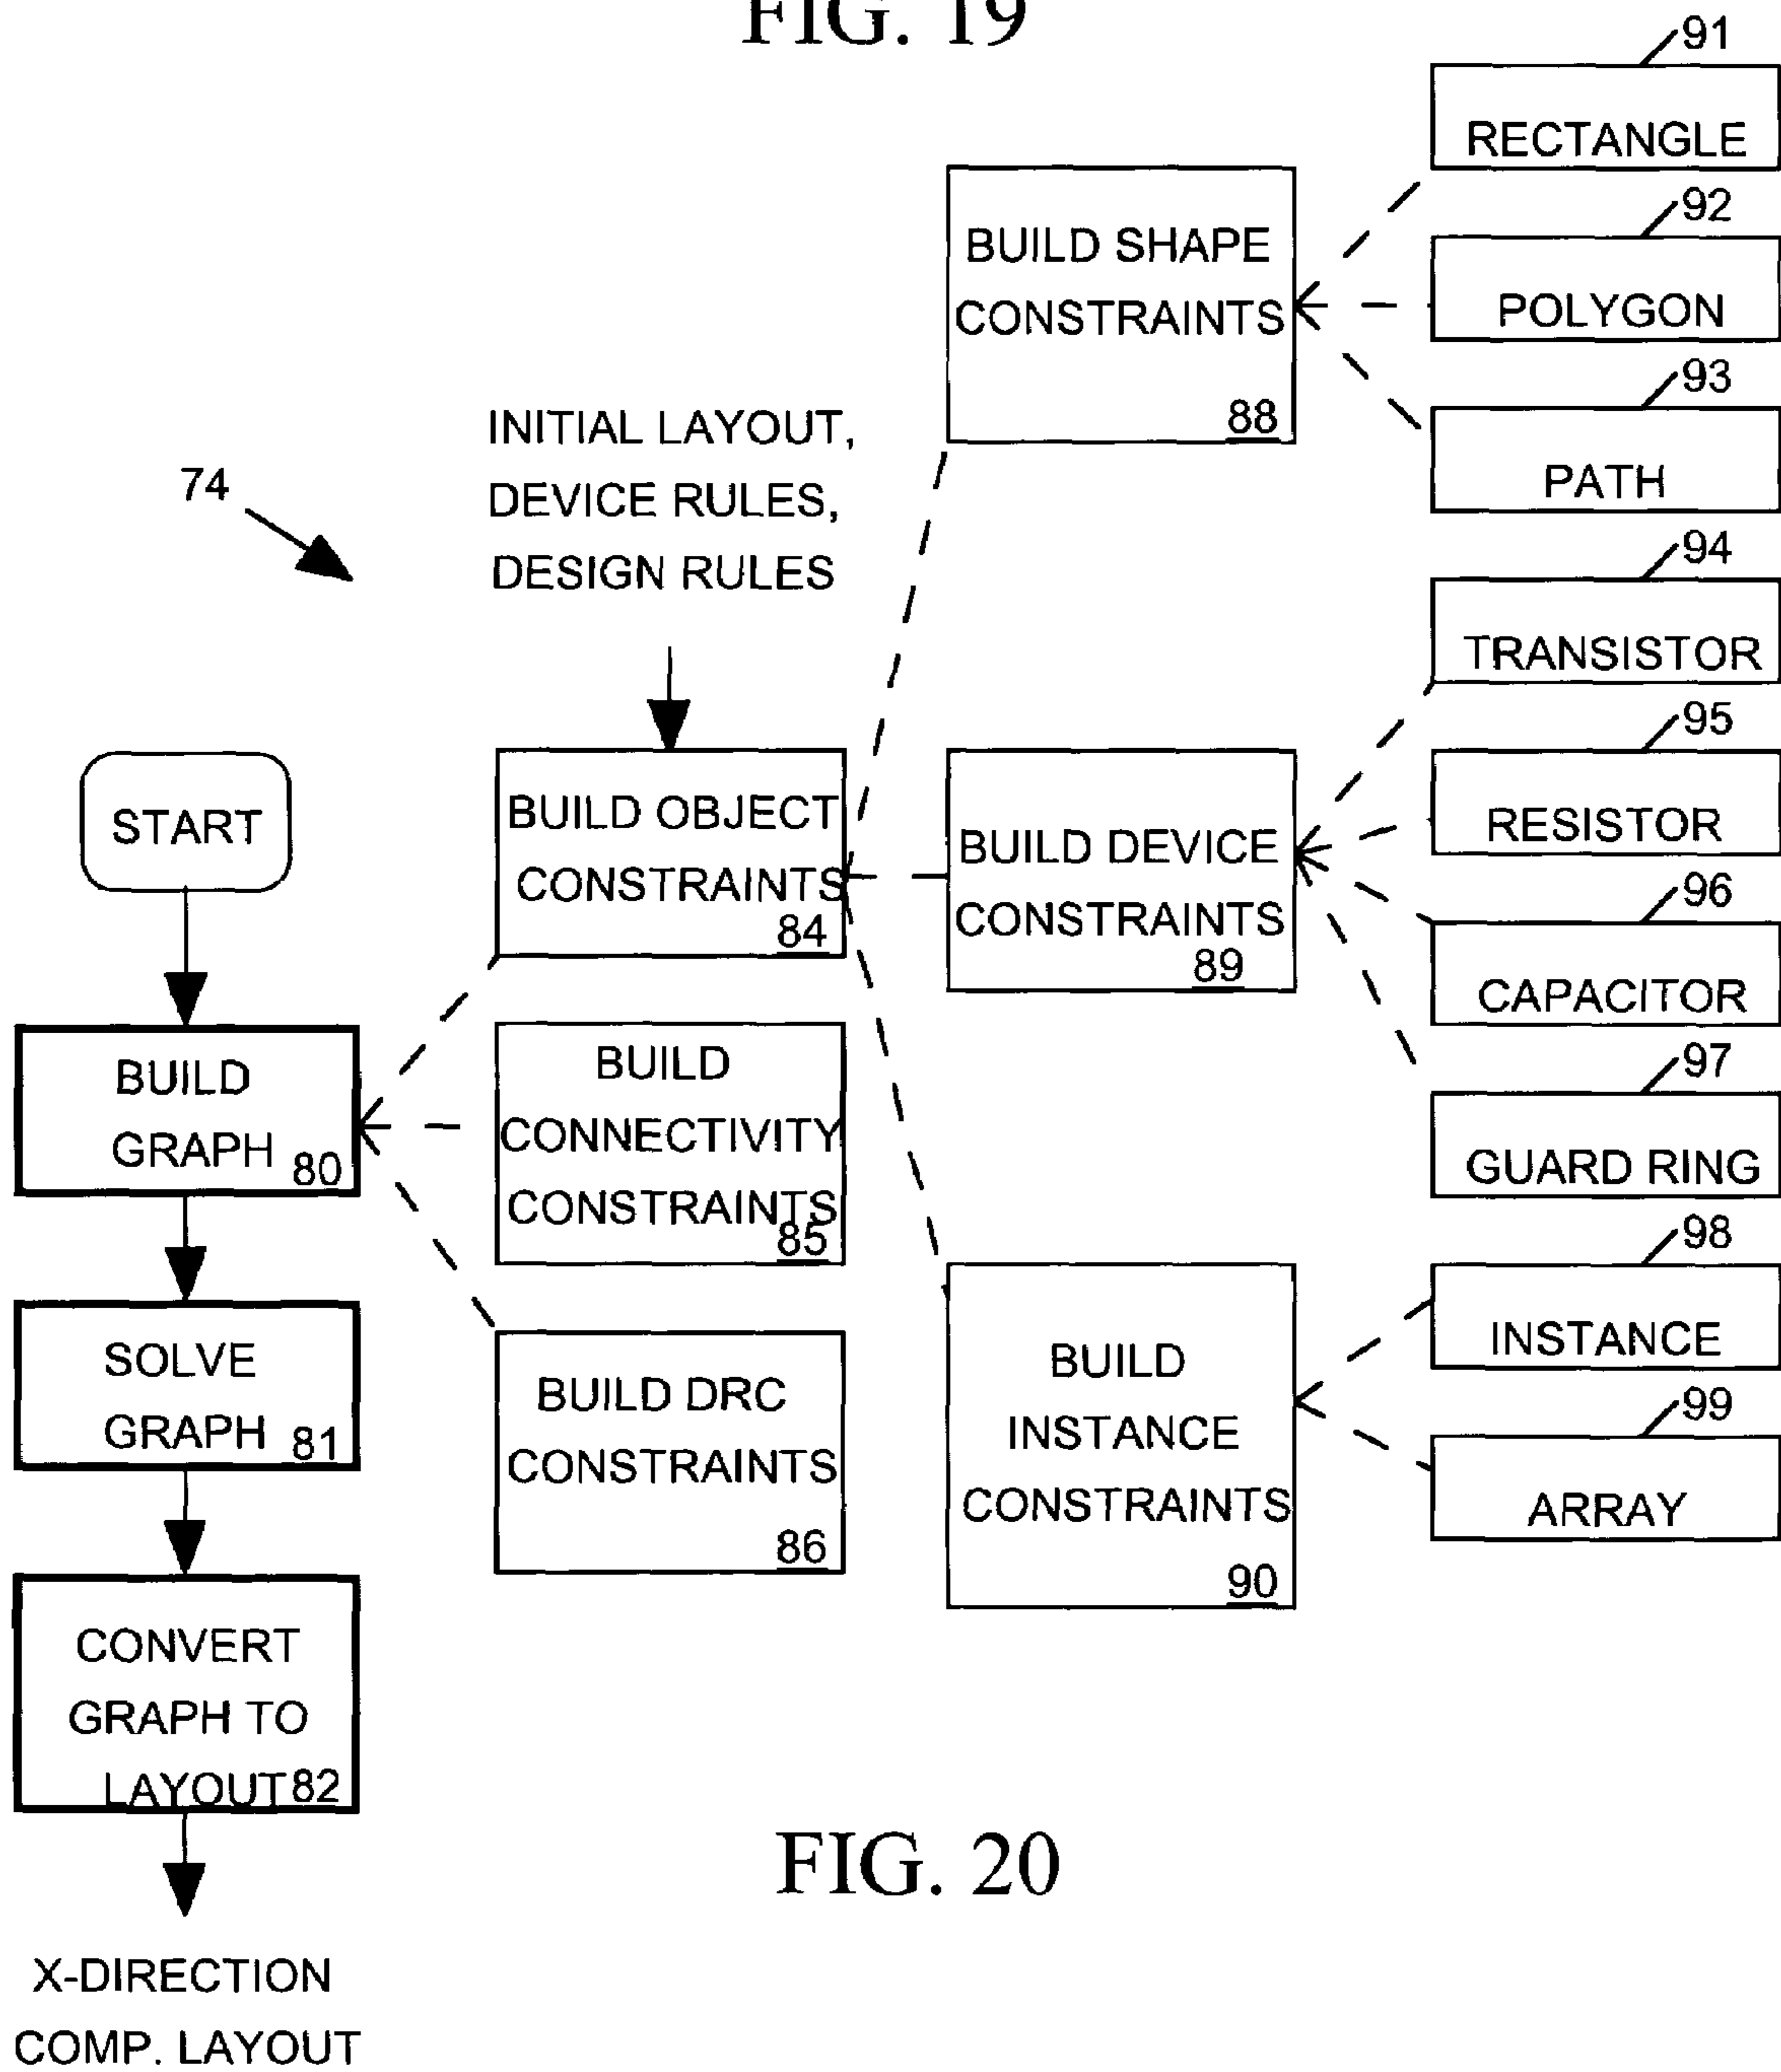 FIG. 19
91
RECTANGLE
92
POLYGON
93
PATH
94
TRANSISTOR
95
RESISTOR
96
CAPACITOR
97
GUARD RING
98
INSTANCE
99
ARRAY
BUILD SHAPE
CONSTRAINTS
88
BUILD DEVICE
CONSTRAINTS
89
BUILD
INSTANCE
CONSTRAINTS
90
74
INITIAL LAYOUT,
DEVICE RULES,
DESIGN RULES
BUILD OBJECT
CONSTRAINTS
84
BUILD
CONNECTIVITY
CONSTRAINTS
85
BUILD DRC
CONSTRAINTS
86
START
BUILD
GRAPH 80
SOLVE
GRAPH 81
CONVERT
GRAPH TO
LAYOUT 82
X-DIRECTION
COMP. LAYOUT
FIG. 20